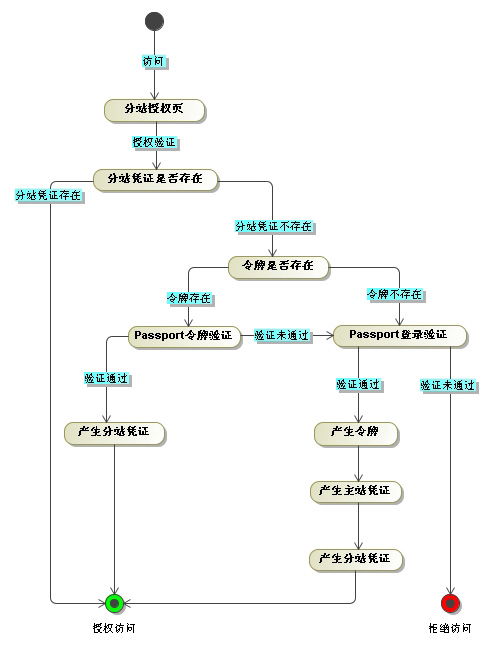 访问
分站授权页
授权验证
分站凭证是否存在
分站凭证存在
分站凭证不存在
令牌是否存在
令牌存在
令牌不存在
Passport令牌验证
验证未通过
Passport登录验证
验证通过
验证通过
验证未通过
产生分站凭证
产生令牌
产生主站凭证
产生分站凭证
授权访问
拒绝访问